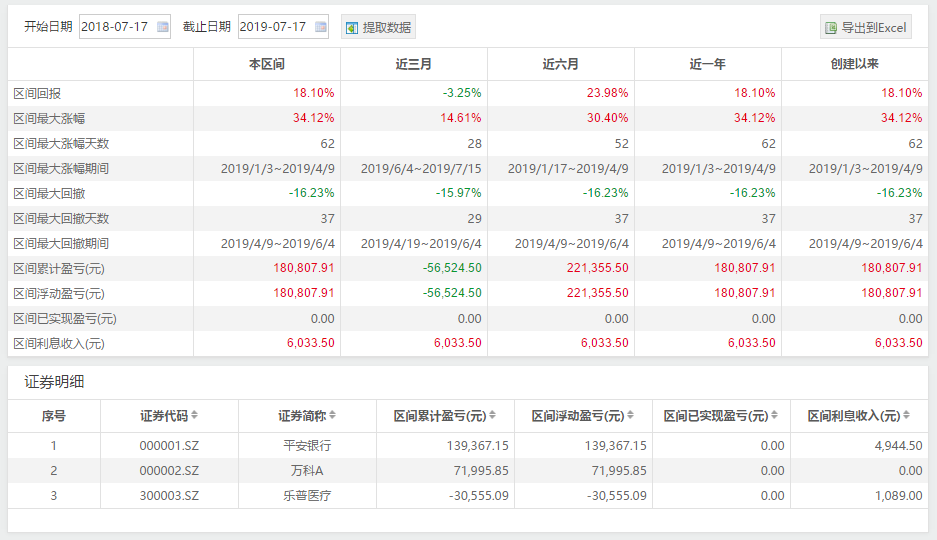 开始日期 2018-07-17 截止日期 2019-07-17 提取数据 导出到Excel
本区间 近三月 近六月 近一年 创建以来
区间回报 18.10% -3.25% 23.98% 18.10% 18.10%
区间最大涨幅 34.12% 14.61% 30.40% 34.12% 34.12%
区间最大涨幅天数 62 28 52 62 62
区间最大涨幅期间 2019/1/3~2019/4/9 2019/6/4~2019/7/15 2019/1/17~2019/4/9 2019/1/3~2019/4/9 2019/1/3~2019/4/9
区间最大回撤 -16.23% -15.97% -16.23% -16.23% -16.23%
区间最大回撤天数 37 29 37 37 37
区间最大回撤期间 2019/4/9~2019/6/4 2019/4/19~2019/6/4 2019/4/9~2019/6/4 2019/4/9~2019/6/4 2019/4/9~2019/6/4
区间累计盈亏(元) 180,807.91 -56,524.50 221,355.50 180,807.91 180,807.91
区间浮动盈亏(元) 180,807.91 -56,524.50 221,355.50 180,807.91 180,807.91
区间已实现盈亏(元) 0.00 0.00 0.00 0.00 0.00
区间利息收入(元) 6,033.50 6,033.50 6,033.50 6,033.50 6,033.50
证券明细
序号 证券代码 证券简称 区间累计盈亏(元) 区间浮动盈亏(元) 区间已实现盈亏(元) 区间利息收入(元)
1 000001.SZ 平安银行 139,367.15 139,367.15 0.00 4,944.50
2 000002.SZ 万科A 71,995.85 71,995.85 0.00 0.00
3 300003.SZ 乐普医疗 -30,555.09 -30,555.09 0.00 1,089.00